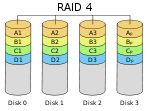 RAID 4
A1 A2 A3 Ap
B1 B2 B3 Bp
C1 C2 C3 Cp
D1 D2 D3 Dp
Disk 0 Disk 1 Disk 2 Disk 3